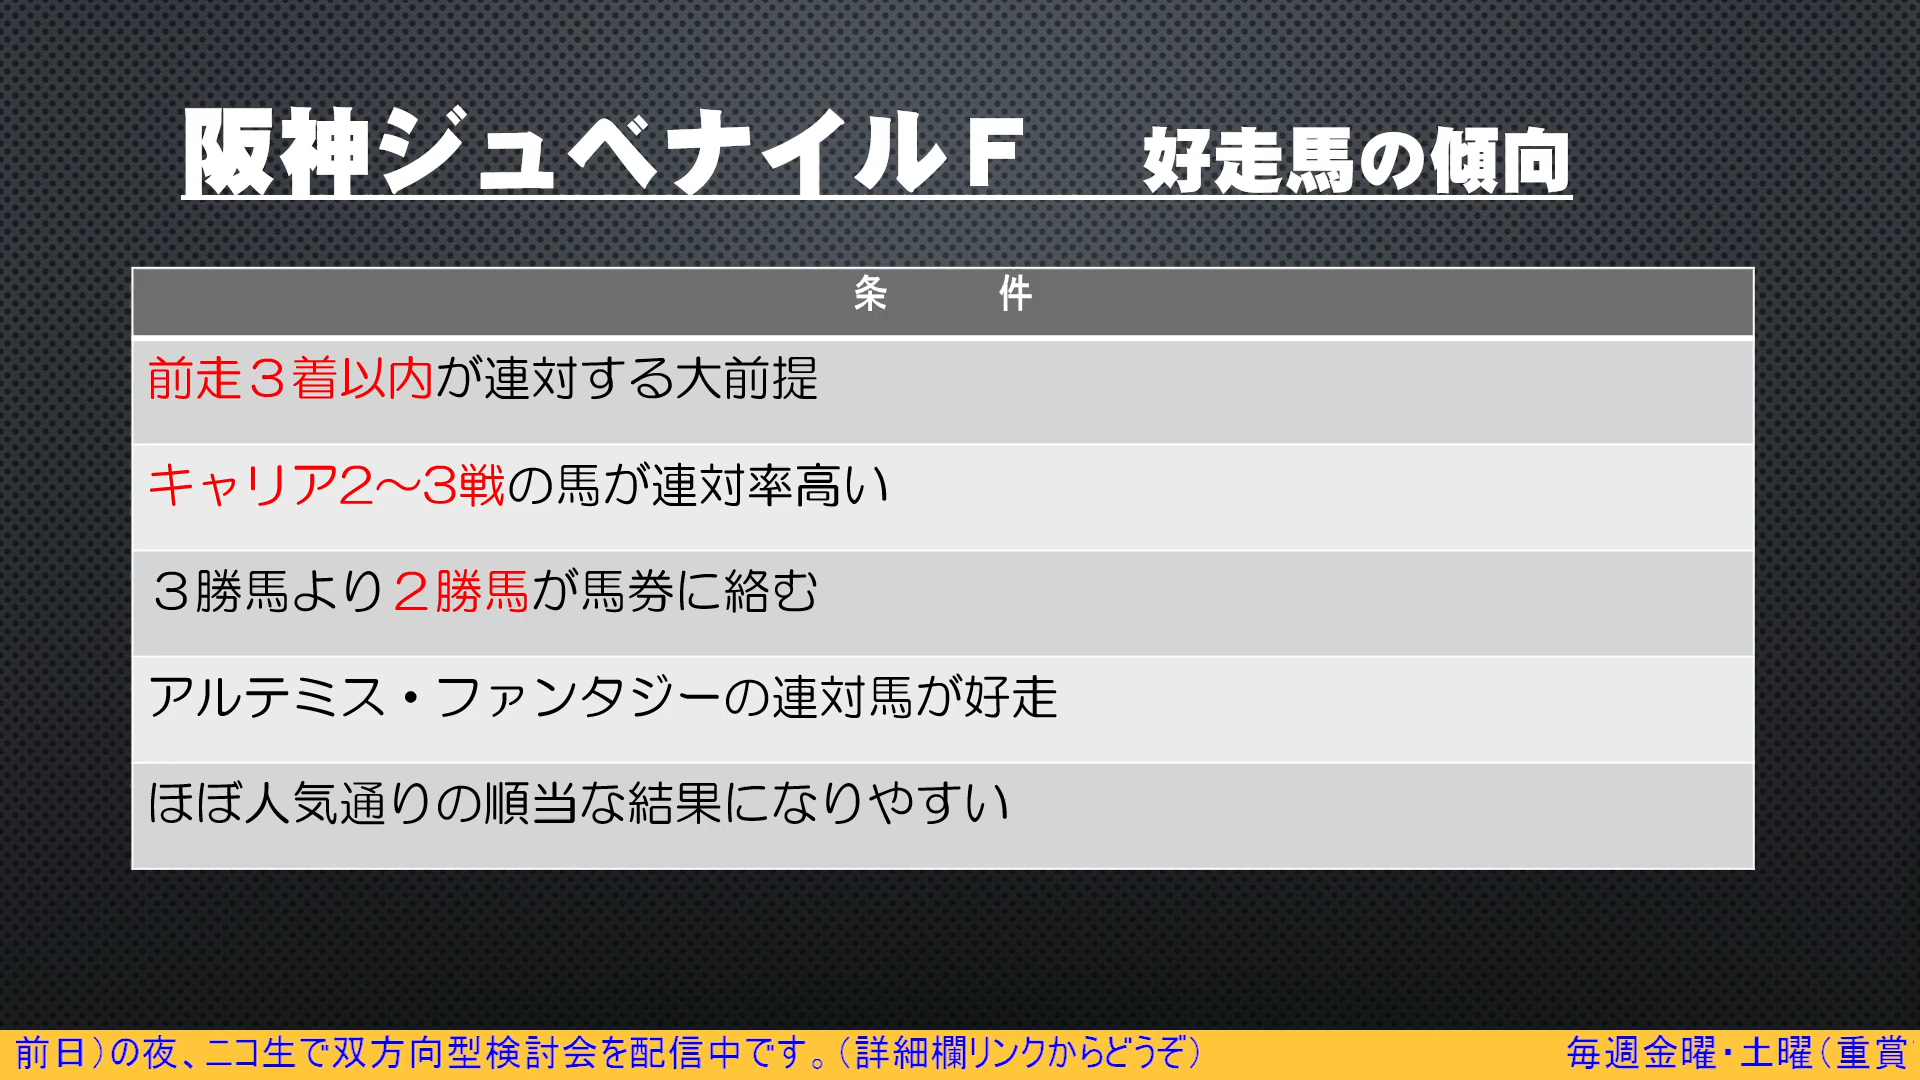 阪神ジュベナイルＦ　好走馬の傾向
条　件
前走３着以内が連対する大前提
キャリア2～3戦の馬が連対率高い
３勝馬より２勝馬が馬券に絡む
アルテミス・ファンタジーの連対馬が好走
ほぼ人気通りの順当な結果になりやすい
前日）の夜、ニコ生で双方向型検討会を配信中です。（詳細欄リンクからどうぞ）　毎週金曜・土曜（重賞